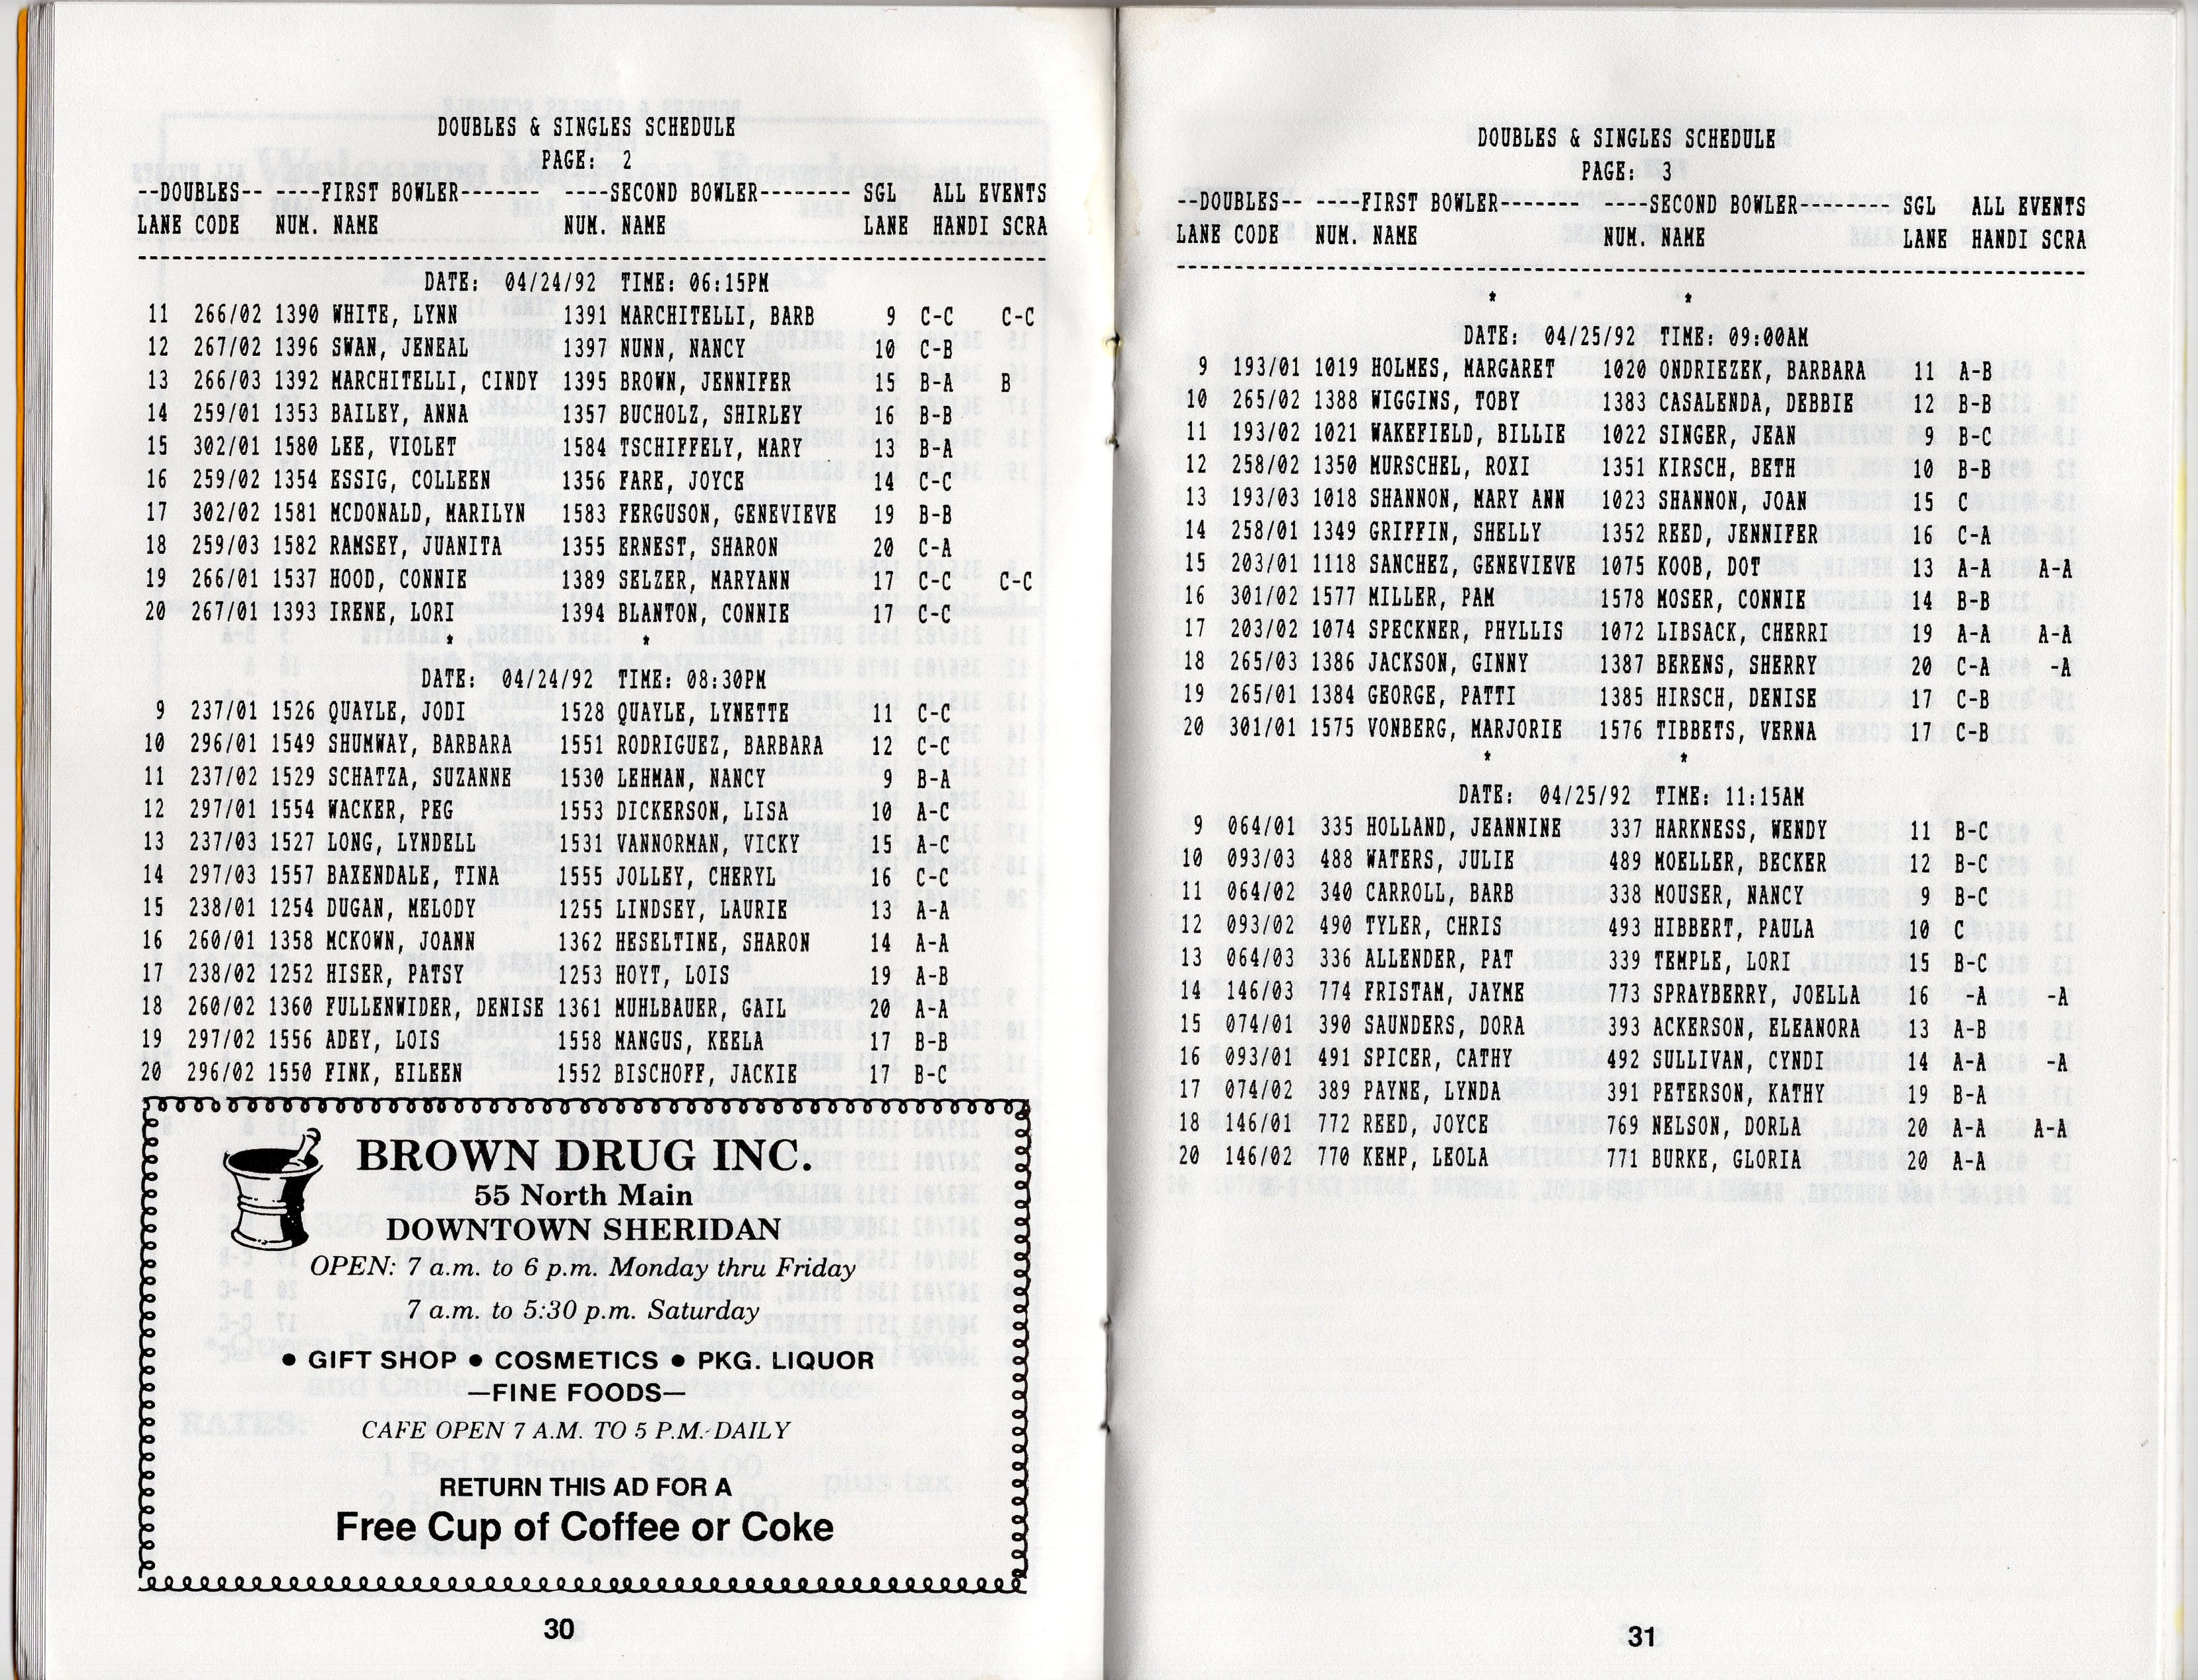 DOUBLES & SINGLES SCHEDULE
PAGE: 2
--DOUBLES-- ----FIRST BOWLER------- ----SECOND BOWLER-------- SGL ALL EVENTS
LANE CODE NUM. NAME NUM. NAME LANE HANDI SCRA
DATE: 04/24/92 TIME: 06:15PM
11 266/02 1390 WHITE, LYNN 1391 MARCHITELLI, BARB 9 C-C C-C
12 267/02 1396 SWAN, JENEAL 1397 NUNN, NANCY 10 C-B
13 266/03 1392 MARCHITELLI, CINDY 1395 BROWN, JENNIFER 15 B-A B
14 259/01 1353 BAILEY, ANNA 1357 BUCHOLZ, SHIRLEY 16 B-B
15 302/01 1580 LEE, VIOLET 1584 TSCHIFFELY, MARY 13 B-A
16 259/02 1354 ESSIG, COLLEEN 1356 FARE, JOYCE 14 C-C
17 302/02 1581 MCDONALD, MARILYN 1583 FERGUSON, GENEVIEVE 19 B-B
18 259/03 1582 RAMSEY, JUANITA 1355 ERNEST, SHARON 20 C-A
19 266/01 1537 HOOD, CONNIE 1389 SELZER, MARYANN 17 C-C C-C
20 267/01 1393 IRENE, LORI 1394 BLANTON, CONNIE 17 C-C
* *
DATE: 04/24/92 TIME: 08:30PM
9 237/01 1526 QUAYLE, JODI 1528 QUAYLE, LYNETTE 11 C-C
10 296/01 1549 SHUMWAY, BARBARA 1551 RODRIGUEZ, BARBARA 12 C-C
11 237/02 1529 SCHATZA, SUZANNE 1530 LEHMAN, NANCY 9 B-A
12 297/01 1554 WACKER, PEG 1553 DICKERSON, LISA 10 A-C
13 237/03 1527 LONG, LYNDELL 1531 VANNORMAN, VICKY 15 A-C
14 297/03 1557 BAXENDALE, TINA 1555 JOLLEY, CHERYL 16 C-C
15 238/01 1254 DUGAN, MELODY 1255 LINDSEY, LAURIE 13 A-A
16 260/01 1358 MCKOWN, JOANN 1362 HESELTINE, SHARON 14 A-A
17 238/02 1252 HISER, PATSY 1253 HOYT, LOIS 19 A-B
18 260/02 1360 FULLENWIDER, DENISE 1361 MUHLBAUER, GAIL 20 A-A
19 297/02 1556 ADEY, LOIS 1558 MANGUS, KEELA 17 B-B
20 296/02 1550 FINK, EILEEN 1552 BISCHOFF, JACKIE 17 B-C
BROWN DRUG INC.
55 North Main
DOWNTOWN SHERIDAN
OPEN: 7 a.m. to 6 p.m. Monday thru Friday
7 a.m. to 5:30 p.m. Saturday
• GIFT SHOP • COSMETICS • PKG. LIQUOR
—FINE FOODS—
CAFE OPEN 7 A.M. TO 5 P.M. DAILY
RETURN THIS AD FOR A
Free Cup of Coffee or Coke
30
DOUBLES & SINGLES SCHEDULE
PAGE: 3
--DOUBLES-- ----FIRST BOWLER------- ----SECOND BOWLER-------- SGL ALL EVENTS
LANE CODE NUM. NAME NUM. NAME LANE HANDI SCRA
* *
DATE: 04/25/92 TIME: 09:00AM
9 193/01 1019 HOLMES, MARGARET 1020 ONDRIEZEK, BARBARA 11 A-B
10 265/02 1388 WIGGINS, TOBY 1383 CASALENDA, DEBBIE 12 B-B
11 193/02 1021 WAKEFIELD, BILLIE 1022 SINGER, JEAN 9 B-C
12 258/02 1350 MURSCHEL, ROXI 1351 KIRSCH, BETH 10 B-B
13 193/03 1018 SHANNON, MARY ANN 1023 SHANNON, JOAN 15 C
14 258/01 1349 GRIFFIN, SHELLY 1352 REED, JENNIFER 16 C-A
15 203/01 1118 SANCHEZ, GENEVIEVE 1075 KOOB, DOT 13 A-A A-A
16 301/02 1577 MILLER, PAM 1578 MOSER, CONNIE 14 B-B
17 203/02 1074 SPECKNER, PHYLLIS 1072 LIBSACK, CHERRI 19 A-A A-A
18 265/03 1386 JACKSON, GINNY 1387 BERENS, SHERRY 20 C-A -A
19 265/01 1384 GEORGE, PATTI 1385 HIRSCH, DENISE 17 C-B
20 301/01 1575 VONBERG, MARJORIE 1576 TIBBETS, VERNA 17 C-B
* *
DATE: 04/25/92 TIME: 11:15AM
9 064/01 335 HOLLAND, JEANNINE 337 HARKNESS, WENDY 11 B-C
10 093/03 488 WATERS, JULIE 489 MOELLER, BECKER 12 B-C
11 064/02 340 CARROLL, BARB 338 MOUSER, NANCY 9 B-C
12 093/02 490 TYLER, CHRIS 493 HIBBERT, PAULA 10 C
13 064/03 336 ALLENDER, PAT 339 TEMPLE, LORI 15 B-C
14 146/03 774 FRISTAM, JAYME 773 SPRAYBERRY, JOELLA 16 -A -A
15 074/01 390 SAUNDERS, DORA 393 ACKERSON, ELEANORA 13 A-B
16 093/01 491 SPICER, CATHY 492 SULLIVAN, CYNDI 14 A-A -A
17 074/02 389 PAYNE, LYNDA 391 PETERSON, KATHY 19 B-A
18 146/01 772 REED, JOYCE 769 NELSON, DORLA 20 A-A A-A
20 146/02 770 KEMP, LEOLA 771 BURKE, GLORIA 20 A-A
31